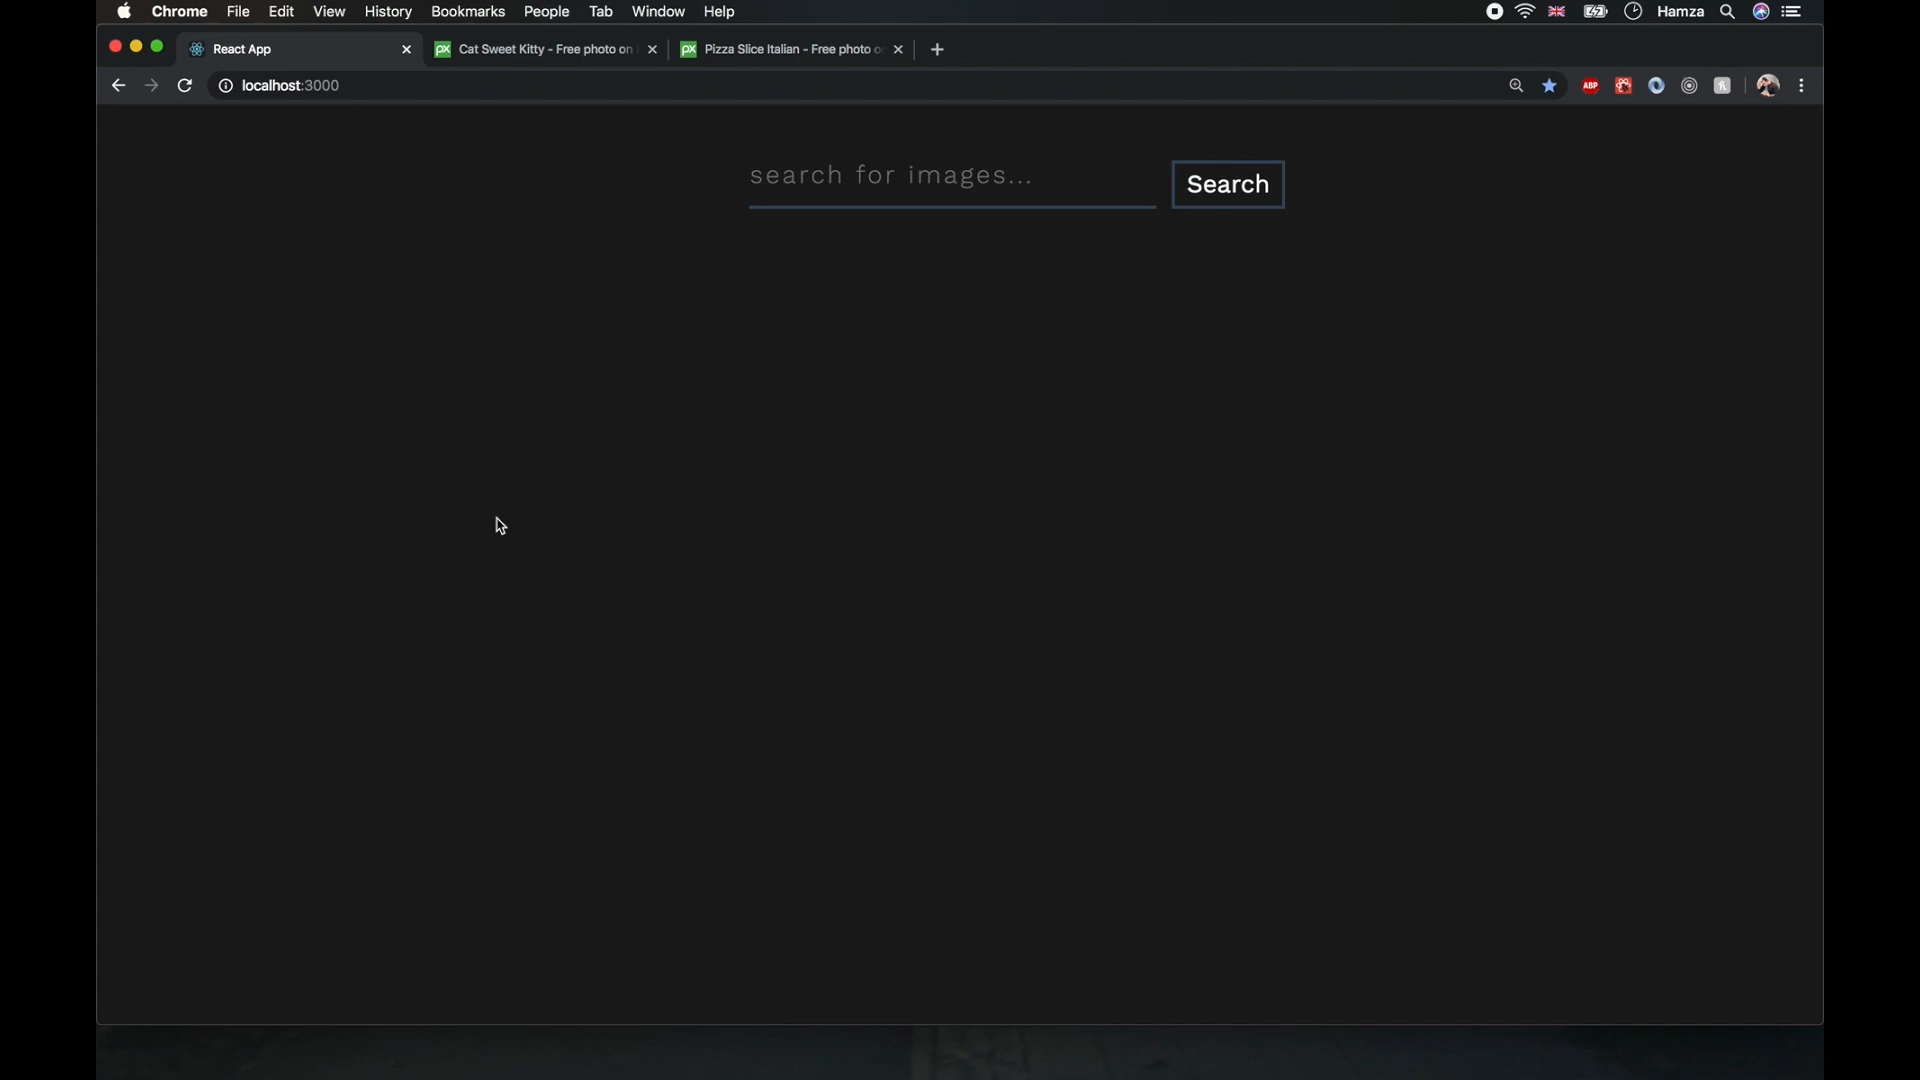 Chrome File Edit View History Bookmarks People Tab Window Help Hamza
React App Cat Sweet Kitty - Free photo on Pizza Slice Italian - Free photo o
localhost:3000 ABP
search for images... Search